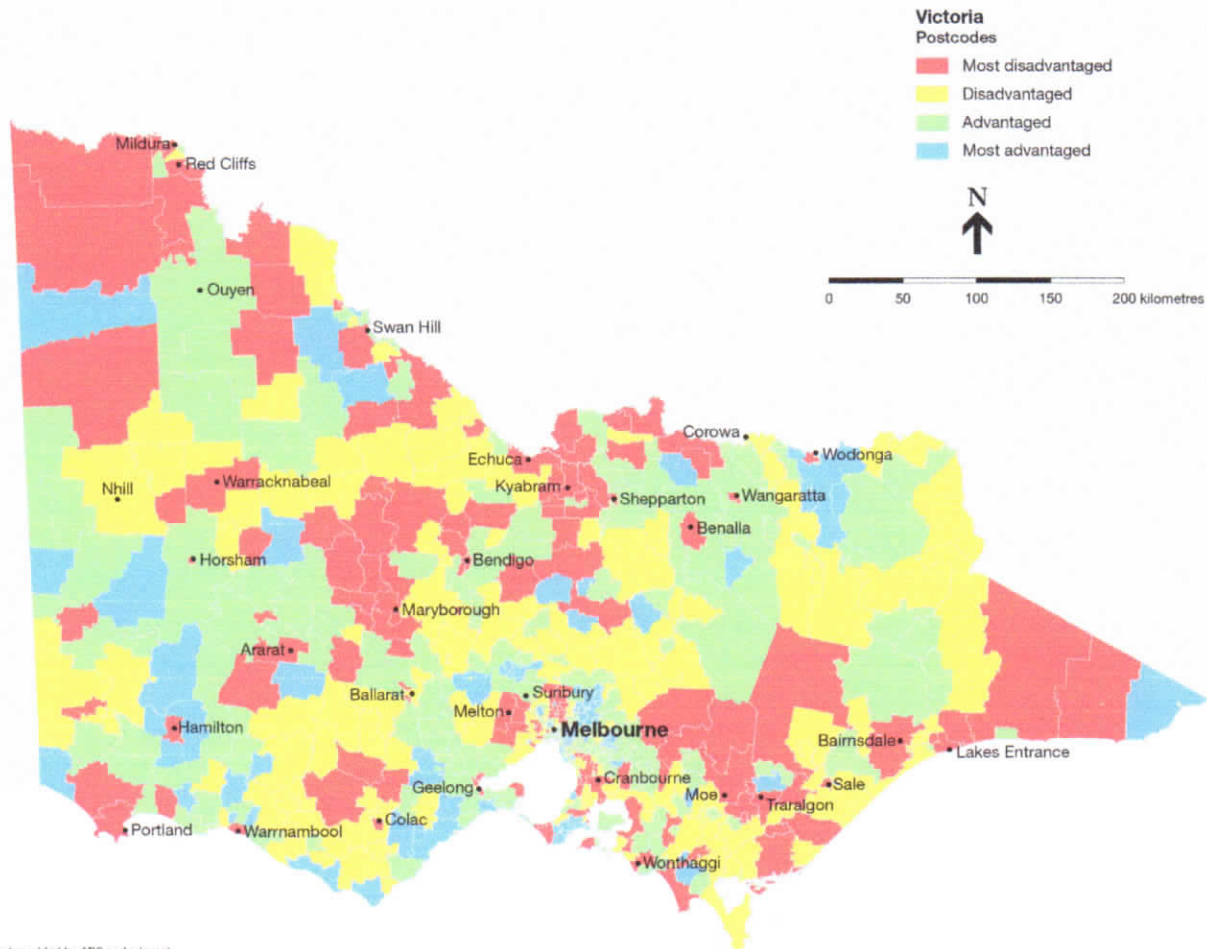 Victoria
Postcodes
Most disadvantaged
Disadvantaged
Advantaged
Most advantaged
N
0 50 100 150 200 kilometres
Mildura
Red Cliffs
Ouyen
Swan Hill
Corowa
Wodonga
Echuca
Kyabram
Warracknabeal
Nhill
Shepparton
Wangaratta
Benalla
Horsham
Bendigo
Maryborough
Ararat
Ballarat
Sunbury
Melton
Hamilton
Melbourne
Bairnsdale
Lakes Entrance
Cranbourne
Geelong
Moe
Sale
Traralgon
Colac
Portland
Warrnambool
Wonthaggi